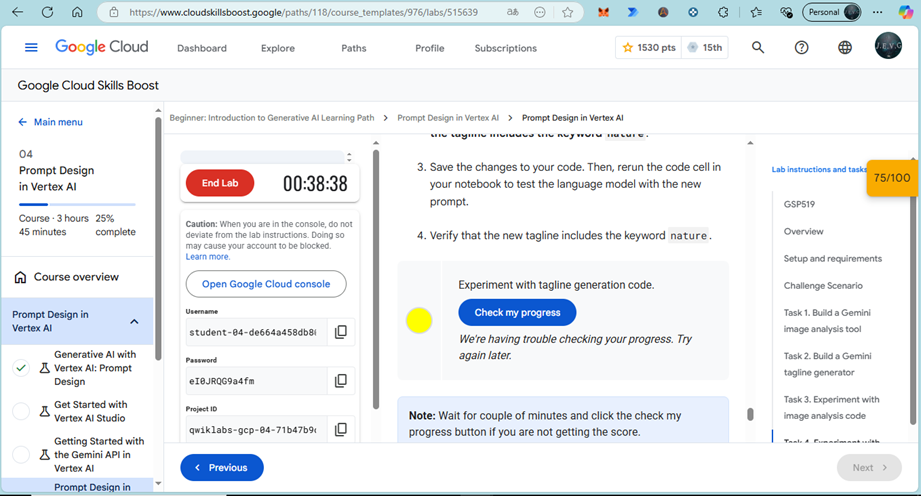 https://www.cloudskillsboost.google/paths/118/course_templates/976/labs/515639
Personal
Google Cloud
Dashboard
Explore
Paths
Profile
Subscriptions
1530 pts
15th
J.E.V.G
Google Cloud Skills Boost
Main menu
04
Prompt Design
in Vertex AI
Course · 3 hours
45 minutes
25%
complete
Course overview
Prompt Design in
Vertex AI
Generative AI with
Vertex AI: Prompt
Design
Get Started with
Vertex AI Studio
Getting Started with
the Gemini API in
Vertex AI
Prompt Design in
Beginner: Introduction to Generative AI Learning Path
Prompt Design in Vertex AI
Prompt Design in Vertex AI
End Lab
00:38:38
Caution: When you are in the console, do not
deviate from the lab instructions. Doing so
may cause your account to be blocked.
Learn more.
Open Google Cloud console
Username
student-04-de664a458db8
Password
eI0JRQG9a4fm
Project ID
qwiklabs-gcp-04-71b47b9
the tagline includes the keyword nature.
3. Save the changes to your code. Then, rerun the code cell in
your notebook to test the language model with the new
prompt.
4. Verify that the new tagline includes the keyword nature.
Experiment with tagline generation code.
Check my progress
We're having trouble checking your progress. Try
again later.
Note: Wait for couple of minutes and click the check my
progress button if you are not getting the score.
Lab instructions and tasks
75/100
GSP519
Overview
Setup and requirements
Challenge Scenario
Task 1. Build a Gemini
image analysis tool
Task 2. Build a Gemini
tagline generator
Task 3. Experiment with
image analysis code
Task 4. Experiment with
Previous
Next